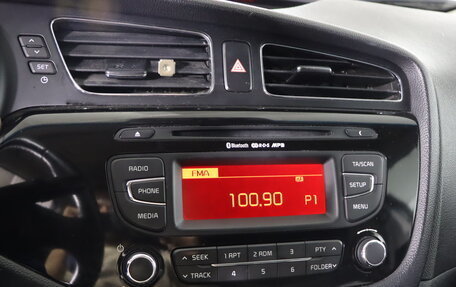 SET
Bluetooth R·D·S MP3
RADIO
PHONE
MEDIA
FMA
100.90 P1
TA/SCAN
SETUP
MENU
SEEK
TRACK
1 RPT
2 RDM
3
PTY
4
5
6
FOLDER